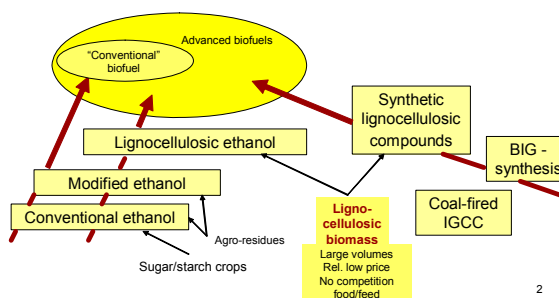 Advanced biofuels
“Conventional”
biofuel
Synthetic
lignocellulosic
compounds
Lignocellulosic ethanol
BIG -
synthesis
Modified ethanol
Coal-fired
IGCC
Conventional ethanol
Agro-residues
Sugar/starch crops
Ligno-
cellulosic
biomass
Large volumes
Rel. low price
No competition
food/feed
2